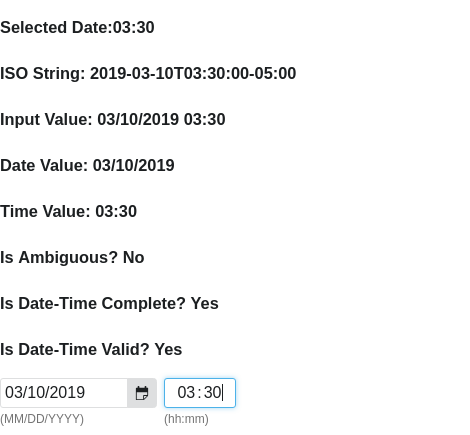 Selected Date:03:30
ISO String: 2019-03-10T03:30:00-05:00
Input Value: 03/10/2019 03:30
Date Value: 03/10/2019
Time Value: 03:30
Is Ambiguous? No
Is Date-Time Complete? Yes
Is Date-Time Valid? Yes
03/10/2019 03:30
(MM/DD/YYYY) (hh:mm)